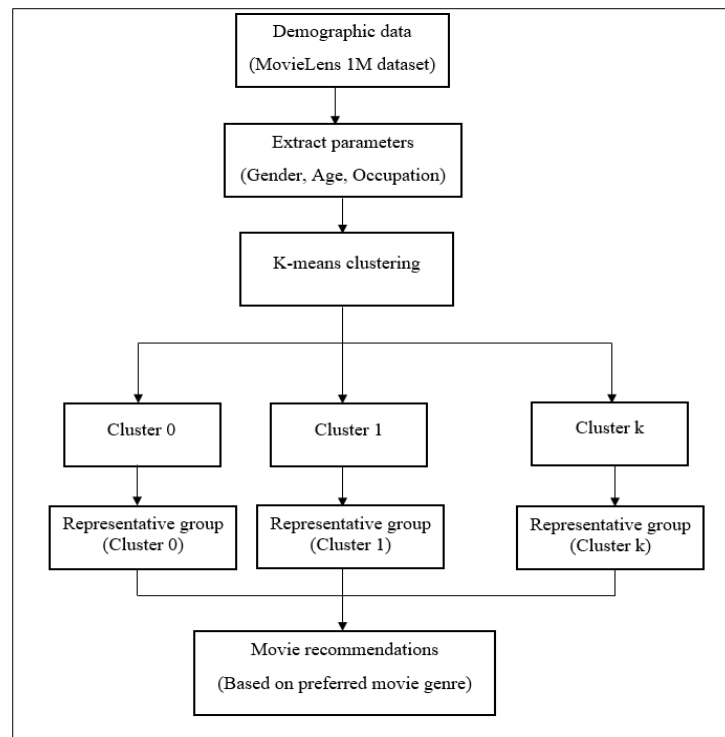 Demographic data
(MovieLens 1M dataset)
Extract parameters
(Gender, Age, Occupation)
K-means clustering
Cluster 0
Cluster 1
Cluster k
Representative group
(Cluster 0)
Representative group
(Cluster 1)
Representative group
(Cluster k)
Movie recommendations
(Based on preferred movie genre)